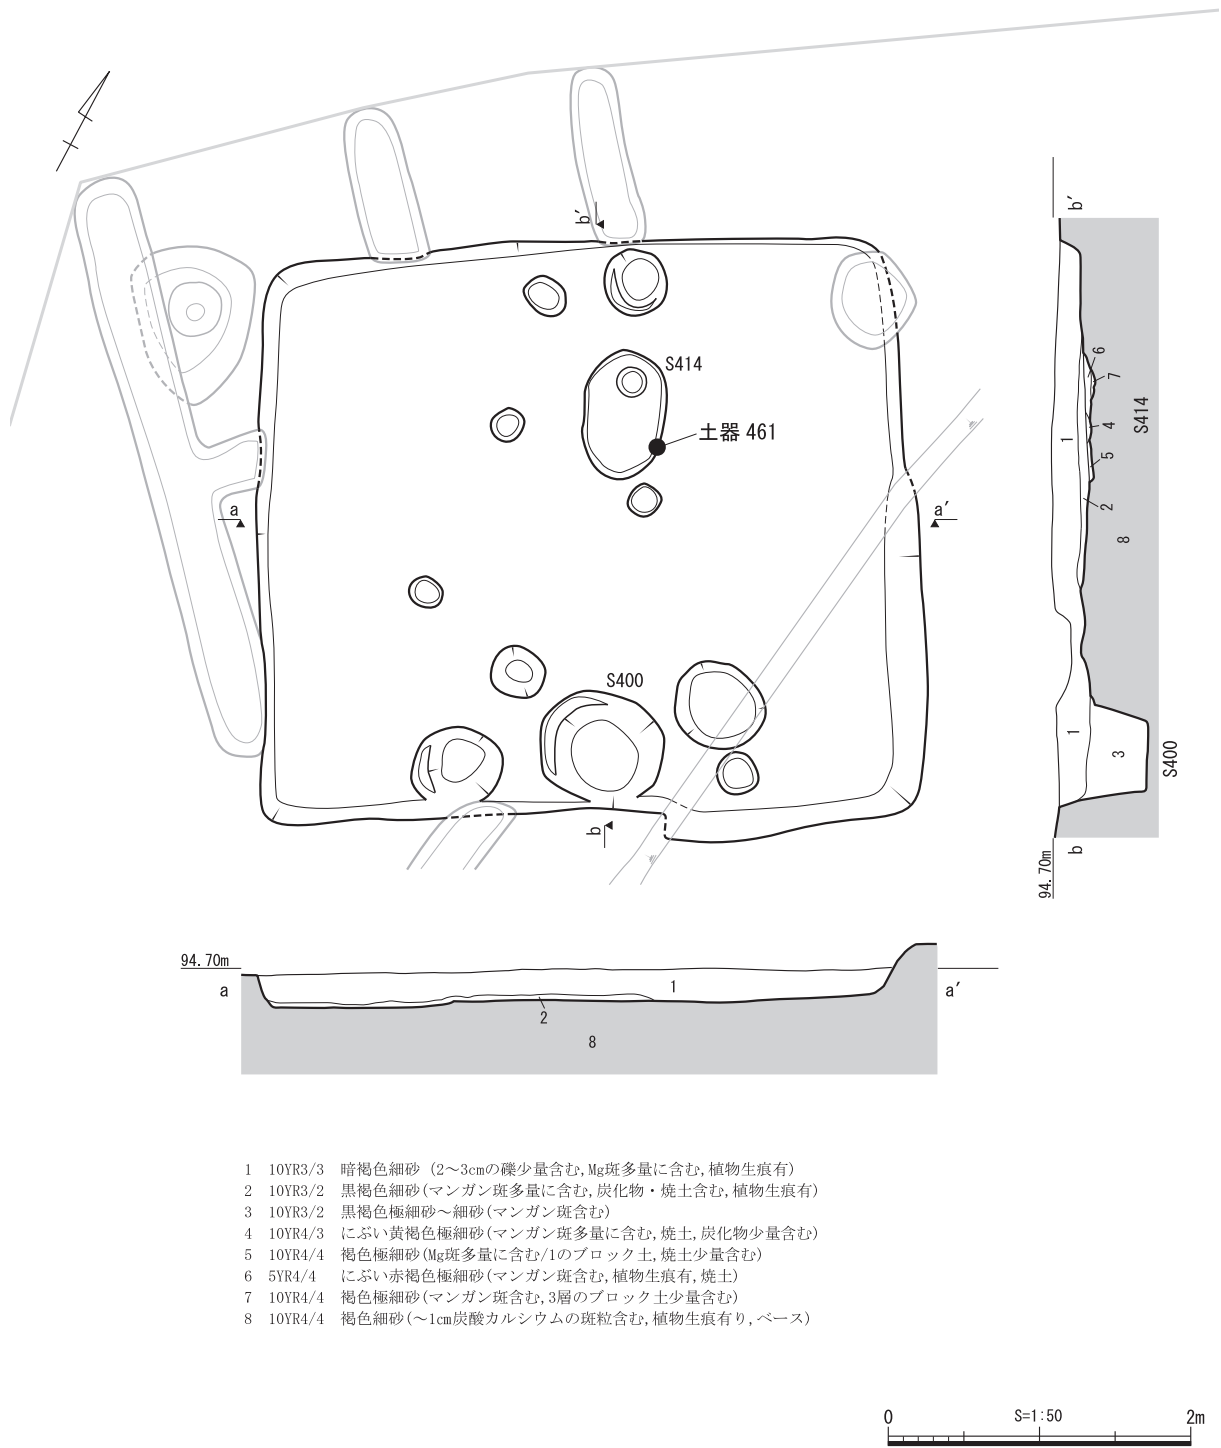 b′
b′
S414
6
7
土器 461
4
S414
1
5
a
a′
2
8
S400
1
3
S400
b
b
94.70m
94.70m
a
1
a′
2
8
1 10YR3/3 暗褐色細砂 (2～3cmの礫少量含む,Mg斑多量に含む,植物生痕有)
2 10YR3/2 黒褐色細砂(マンガン斑多量に含む,炭化物・焼土含む,植物生痕有)
3 10YR3/2 黒褐色極細砂～細砂(マンガン斑含む)
4 10YR4/3 にぶい黄褐色極細砂(マンガン斑多量に含む,焼土,炭化物少量含む)
5 10YR4/4 褐色極細砂(Mg斑多量に含む/1のブロック土,焼土少量含む)
6 5YR4/4 にぶい赤褐色極細砂(マンガン斑含む,植物生痕有,焼土)
7 10YR4/4 褐色極細砂(マンガン斑含む,3層のブロック土少量含む)
8 10YR4/4 褐色細砂(～1cm炭酸カルシウムの斑粒含む,植物生痕有り,ベース)
0 S=1:50 2m